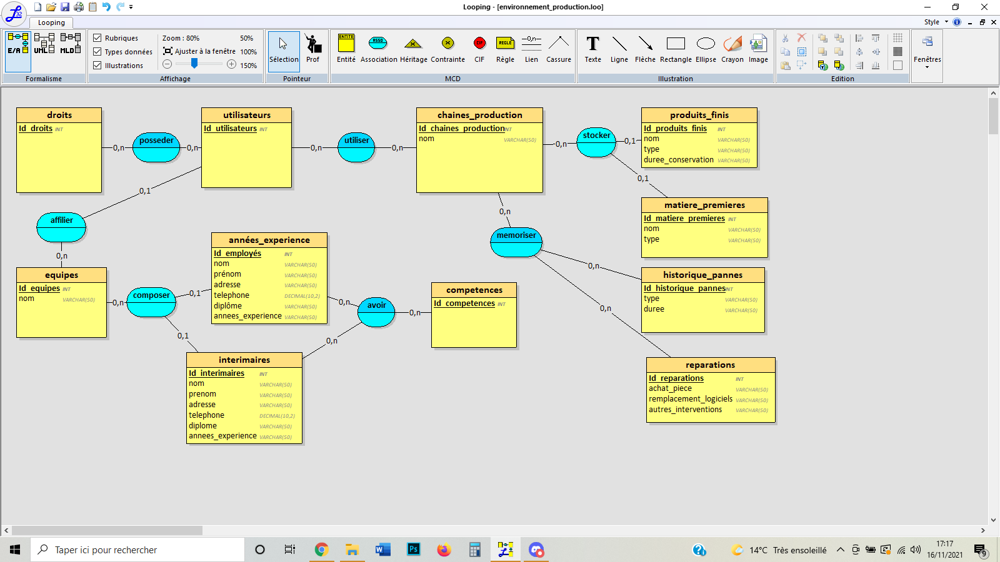 Looping - [environnement_production.loo]
Looping
Style
Rubriques
Types données
Illustrations
Zoom : 80%
50%
Ajuster à la fenêtre
100%
150%
E/A
UML
MLD
Sélection
Prof
ENTITE
Entité
ASSO
Association
Héritage
Contrainte
CIF
CIF
REGLE
Règle
—0,n—
Lien
Cassure
Texte
Ligne
Flèche
Rectangle
Ellipse
Crayon
Image
Fenêtres
Formalisme
Affichage
Pointeur
MCD
Illustration
Edition
droits
Id_droits INT
0,n
posseder
0,n
utilisateurs
Id_utilisateurs INT
0,n
utiliser
0,n
chaines_production
Id_chaines_production INT
nom VARCHAR(50)
0,n
stocker
0,1
produits_finis
Id_produits_finis INT
nom VARCHAR(50)
type VARCHAR(50)
duree_conservation VARCHAR(50)
0,1
0,1
matiere_premieres
Id_matiere_premieres INT
nom VARCHAR(50)
type VARCHAR(50)
affilier
0,n
0,n
memoriser
0,n
0,n
equipes
Id_equipes INT
nom VARCHAR(50)
0,n
composer
0,1
0,1
années_experience
Id_employés INT
nom VARCHAR(50)
prénom VARCHAR(50)
adresse VARCHAR(50)
telephone DECIMAL(10,2)
diplôme VARCHAR(50)
annees_experience VARCHAR(50)
0,n
avoir
0,n
0,n
competences
Id_competences INT
historique_pannes
Id_historique_pannes INT
type VARCHAR(50)
duree VARCHAR(50)
interimaires
Id_interimaires INT
nom VARCHAR(50)
prenom VARCHAR(50)
adresse VARCHAR(50)
telephone DECIMAL(10,2)
diplome VARCHAR(50)
annees_experience VARCHAR(50)
reparations
Id_reparations INT
achat_piece VARCHAR(50)
remplacement_logiciels VARCHAR(50)
autres_interventions VARCHAR(50)
Taper ici pour rechercher
14°C Très ensoleillé
17:17
16/11/2021
9